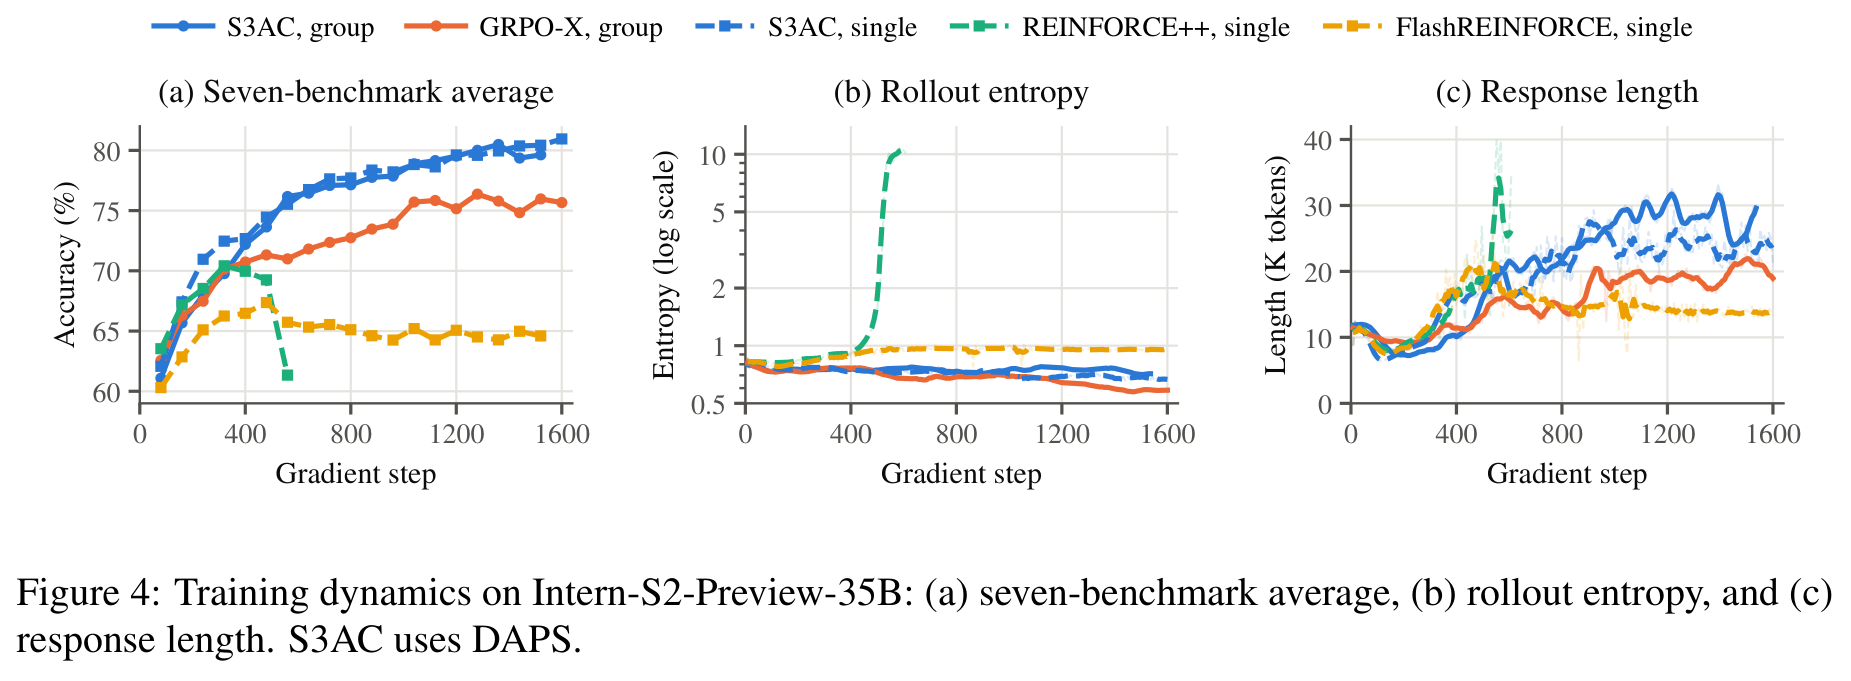 S3AC, group GRPO-X, group S3AC, single REINFORCE++, single FlashREINFORCE, single
(a) Seven-benchmark average
Accuracy (%)
80
75
70
65
60
0 400 800 1200 1600
Gradient step
(b) Rollout entropy
Entropy (log scale)
10
5
2
1
0.5
0 400 800 1200 1600
Gradient step
(c) Response length
Length (K tokens)
40
30
20
10
0
0 400 800 1200 1600
Gradient step
Figure 4: Training dynamics on Intern-S2-Preview-35B: (a) seven-benchmark average, (b) rollout entropy, and (c)
response length. S3AC uses DAPS.